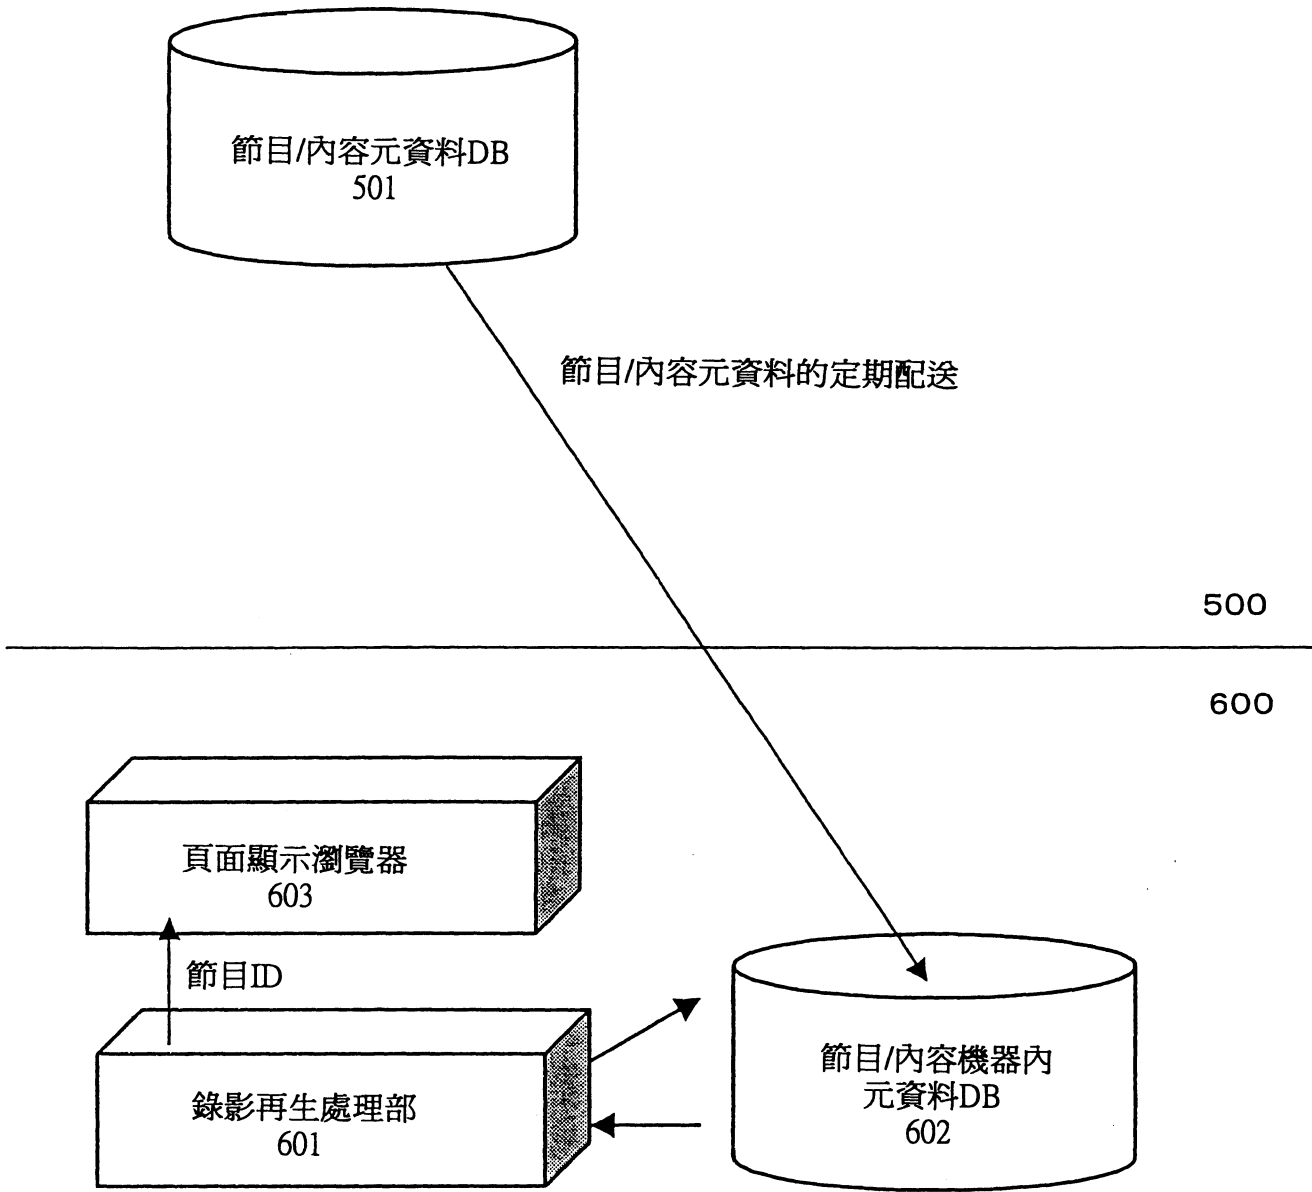 節目/內容元資料DB
501
節目/內容元資料的定期配送
500
600
頁面顯示瀏覽器
603
節目ID
錄影再生處理部
601
節目/內容機器內
元資料DB
602